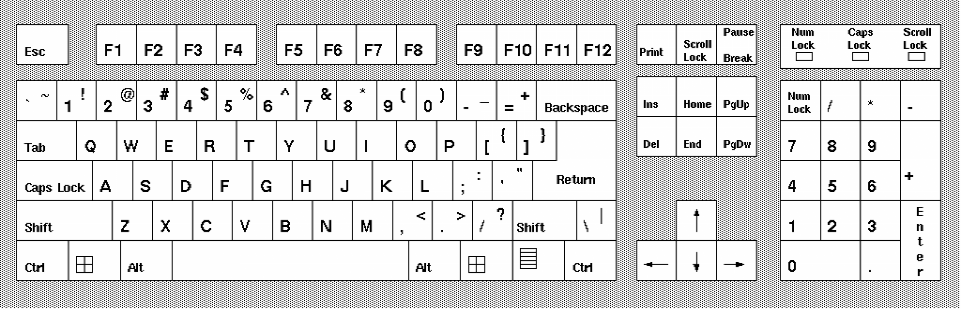 Esc F1 F2 F3 F4 F5 F6 F7 F8 F9 F10 F11 F12 Print Scroll Lock Pause Break Num Lock Caps Lock Scroll Lock
` ~ 1 ! 2 @ 3 # 4 $ 5 % 6 ^ 7 & 8 * 9 ( 0 ) - _ = + Backspace Ins Home PgUp Num Lock / * -
Tab Q W E R T Y U I O P [ { ] } Del End PgDw 7 8 9 +
Caps Lock A S D F G H J K L ; : ' " Return 4 5 6
Shift Z X C V B N M , < . > / ? Shift \ | ↑ 1 2 3 Enter
Ctrl Alt Alt Ctrl ← ↓ → 0 .